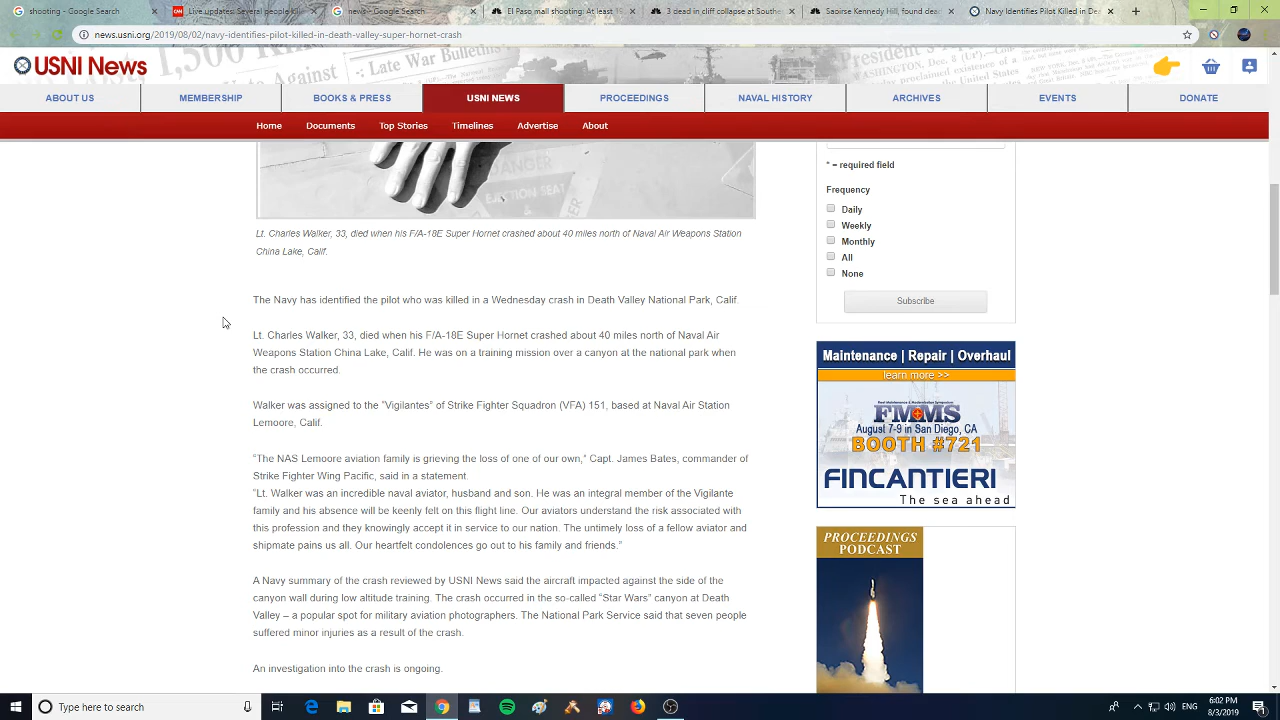 shooting - Google Search
Live updates: Several people kill
news - Google Search
El Paso mall shooting: At least 19
3 dead in cliff collapse at Southe
Saoirse Kennedy Hill, found dead
Navy Identifies Pilot Killed in De
news.usni.org/2019/08/02/navy-identifies-pilot-killed-in-death-valley-super-hornet-crash
USNI News
ABOUT US
MEMBERSHIP
BOOKS & PRESS
USNI NEWS
PROCEEDINGS
NAVAL HISTORY
ARCHIVES
EVENTS
DONATE
Home
Documents
Top Stories
Timelines
Advertise
About
DANGER
EJECTION SEAT
Lt. Charles Walker, 33, died when his F/A-18E Super Hornet crashed about 40 miles north of Naval Air Weapons Station
China Lake, Calif.
The Navy has identified the pilot who was killed in a Wednesday crash in Death Valley National Park, Calif.
Lt. Charles Walker, 33, died when his F/A-18E Super Hornet crashed about 40 miles north of Naval Air
Weapons Station China Lake, Calif. He was on a training mission over a canyon at the national park when
the crash occurred.
Walker was assigned to the “Vigilantes” of Strike Fighter Squadron (VFA) 151, based at Naval Air Station
Lemoore, Calif.
“The NAS Lemoore aviation family is grieving the loss of one of our own,” Capt. James Bates, commander of
Strike Fighter Wing Pacific, said in a statement.
“Lt. Walker was an incredible naval aviator, husband and son. He was an integral member of the Vigilante
family and his absence will be keenly felt on this flight line. Our aviators understand the risk associated with
this profession and they knowingly accept it in service to our nation. The untimely loss of a fellow aviator and
shipmate pains us all. Our heartfelt condolences go out to his family and friends.”
A Navy summary of the crash reviewed by USNI News said the aircraft impacted against the side of the
canyon wall during low altitude training. The crash occurred in the so-called “Star Wars” canyon at Death
Valley – a popular spot for military aviation photographers. The National Park Service said that seven people
suffered minor injuries as a result of the crash.
An investigation into the crash is ongoing.
* = required field
Frequency
Daily
Weekly
Monthly
All
None
Subscribe
Maintenance | Repair | Overhaul
learn more >>
FMMS
August 7-9 in San Diego, CA
BOOTH #721
FINCANTIERI
The sea ahead
PROCEEDINGS
PODCAST
Type here to search
ENG
6:02 PM
8/3/2019